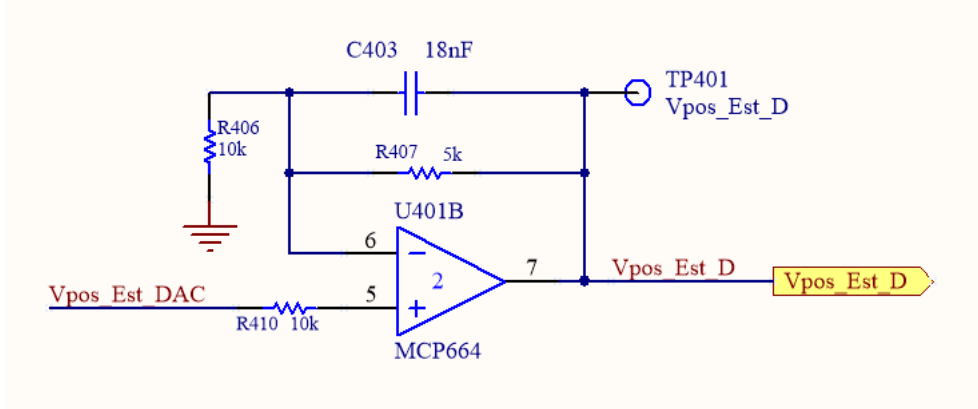 C403 18nF
TP401
Vpos_Est_D
R406
10k
R407 5k
U401B
6
2
7
Vpos_Est_D
Vpos_Est_D
Vpos_Est_DAC
5
R410 10k
MCP664